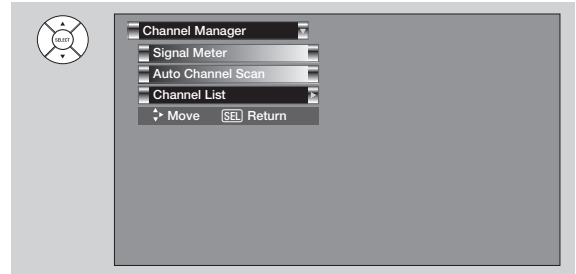 SELECT
Channel Manager
Signal Meter
Auto Channel Scan
Channel List
Move SEL Return